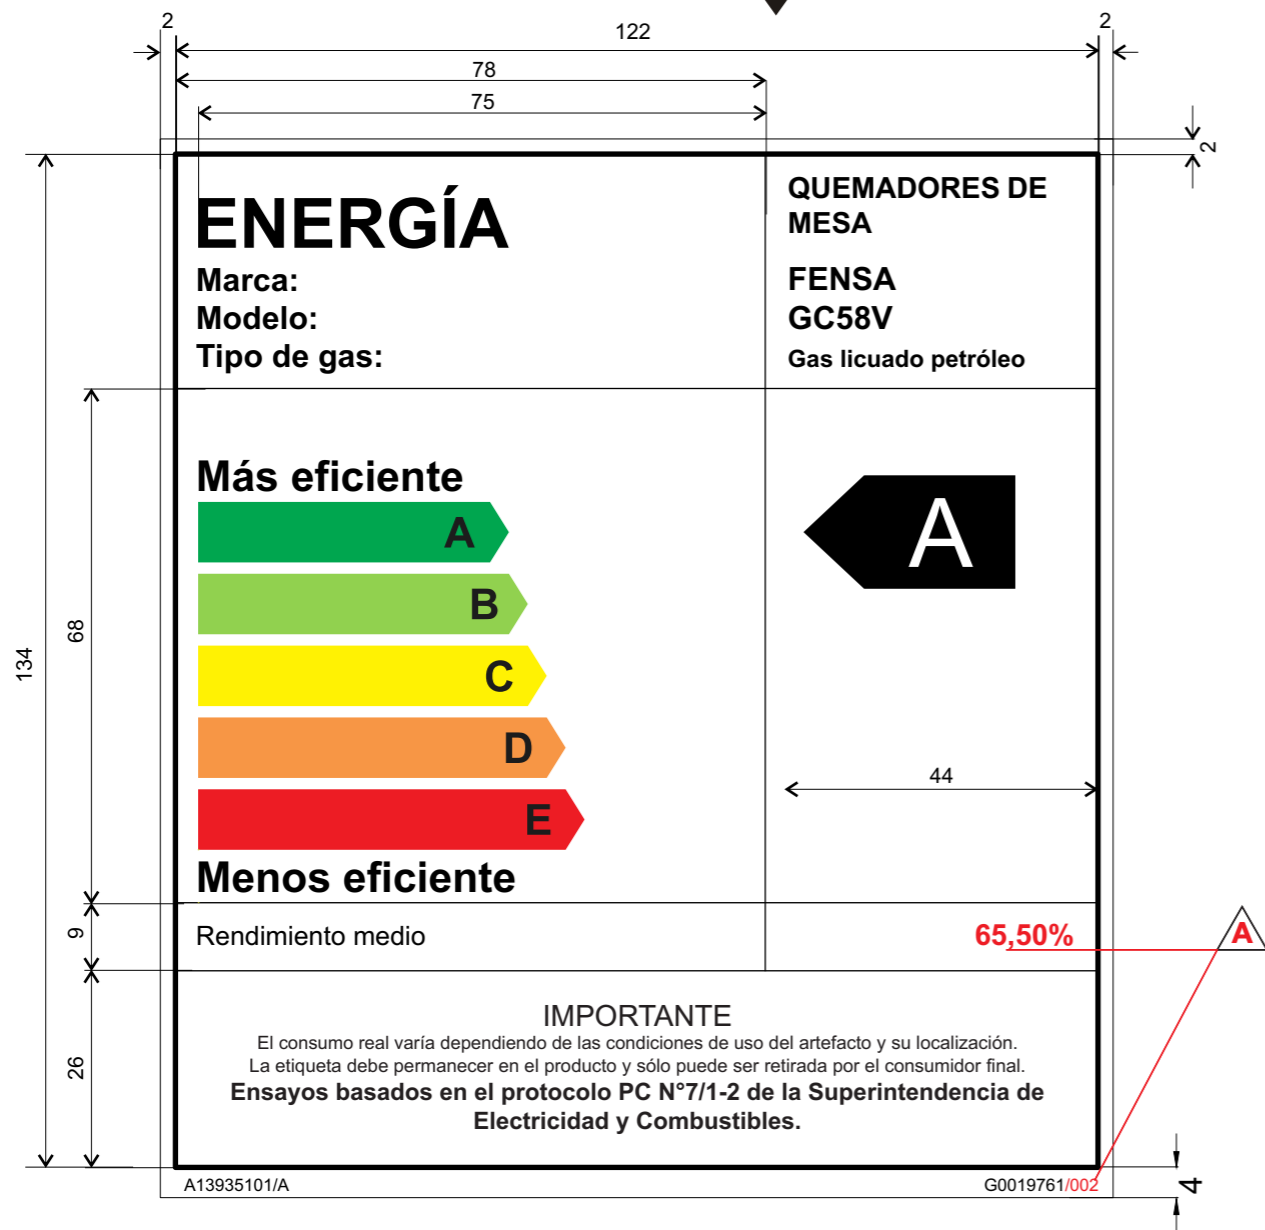 2
122
2
78
75
2
ENERGÍA
QUEMADORES DE
MESA
Marca:
FENSA
Modelo:
GC58V
Tipo de gas:
Gas licuado petróleo
Más eficiente
A
A
B
C
D
E
Menos eficiente
44
68
134
Rendimiento medio
65,50%
A
9
26
IMPORTANTE
El consumo real varía dependiendo de las condiciones de uso del artefacto y su localización.
La etiqueta debe permanecer en el producto y sólo puede ser retirada por el consumidor final.
Ensayos basados en el protocolo PC N°7/1-2 de la Superintendencia de
Electricidad y Combustibles.
A13935101/A
G0019761/002
4